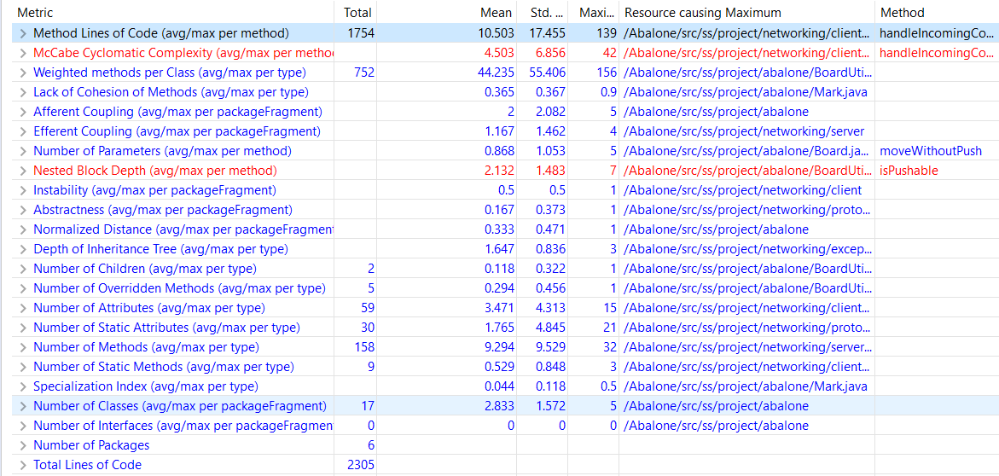 Metric Total Mean Std. ... Maxi... Resource causing Maximum Method
Method Lines of Code (avg/max per method) 1754 10.503 17.455 139 /Abalone/src/ss/project/networking/client... handleIncomingCo...
McCabe Cyclomatic Complexity (avg/max per metho 4.503 6.856 42 /Abalone/src/ss/project/networking/client... handleIncomingCo...
Weighted methods per Class (avg/max per type) 752 44.235 55.406 156 /Abalone/src/ss/project/abalone/BoardUti...
Lack of Cohesion of Methods (avg/max per type) 0.365 0.367 0.9 /Abalone/src/ss/project/abalone/Mark.java
Afferent Coupling (avg/max per packageFragment) 2 2.082 5 /Abalone/src/ss/project/abalone
Efferent Coupling (avg/max per packageFragment) 1.167 1.462 4 /Abalone/src/ss/project/networking/server
Number of Parameters (avg/max per method) 0.868 1.053 5 /Abalone/src/ss/project/abalone/Board.ja... moveWithoutPush
Nested Block Depth (avg/max per method) 2.132 1.483 7 /Abalone/src/ss/project/abalone/BoardUti... isPushable
Instability (avg/max per packageFragment) 0.5 0.5 1 /Abalone/src/ss/project/networking/client
Abstractness (avg/max per packageFragment) 0.167 0.373 1 /Abalone/src/ss/project/networking/proto...
Normalized Distance (avg/max per packageFragment 0.333 0.471 1 /Abalone/src/ss/project/abalone
Depth of Inheritance Tree (avg/max per type) 1.647 0.836 3 /Abalone/src/ss/project/networking/excep...
Number of Children (avg/max per type) 2 0.118 0.322 1 /Abalone/src/ss/project/abalone/BoardUti...
Number of Overridden Methods (avg/max per type) 5 0.294 0.456 1 /Abalone/src/ss/project/abalone/BoardUti...
Number of Attributes (avg/max per type) 59 3.471 4.313 15 /Abalone/src/ss/project/networking/client...
Number of Static Attributes (avg/max per type) 30 1.765 4.845 21 /Abalone/src/ss/project/networking/proto...
Number of Methods (avg/max per type) 158 9.294 9.529 32 /Abalone/src/ss/project/networking/server...
Number of Static Methods (avg/max per type) 9 0.529 0.848 3 /Abalone/src/ss/project/networking/client...
Specialization Index (avg/max per type) 0.044 0.118 0.5 /Abalone/src/ss/project/abalone/Mark.java
Number of Classes (avg/max per packageFragment) 17 2.833 1.572 5 /Abalone/src/ss/project/abalone
Number of Interfaces (avg/max per packageFragmen 0 0 0 0 /Abalone/src/ss/project/abalone
Number of Packages 6
Total Lines of Code 2305